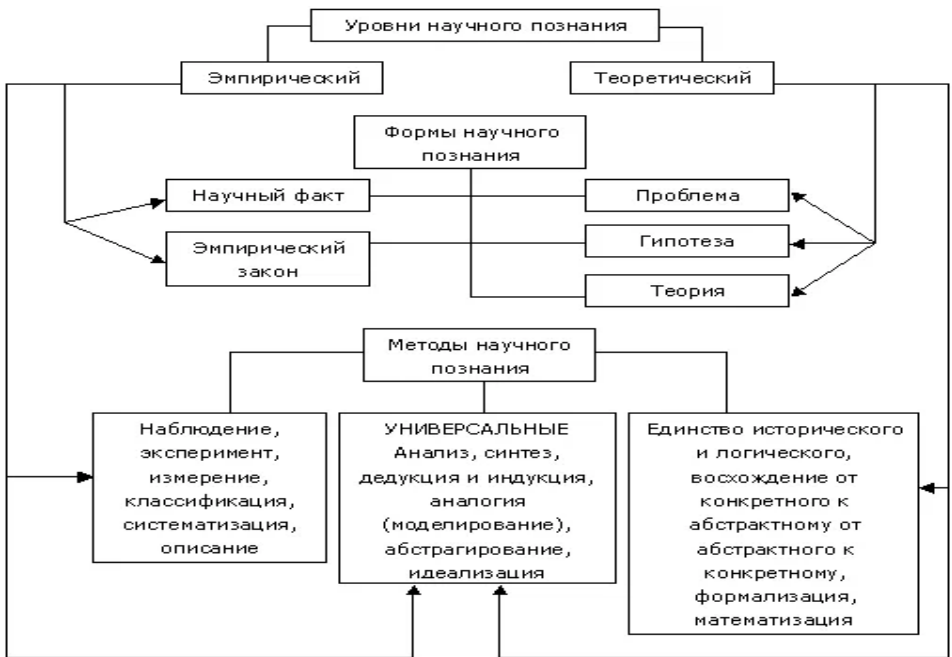 Уровни научного познания
Эмпирический
Теоретический
Формы научного
познания
Научный факт
Проблема
Эмпирический
закон
Гипотеза
Теория
Методы научного
познания
Наблюдение,
эксперимент,
измерение,
классификация,
систематизация,
описание
УНИВЕРСАЛЬНЫЕ
Анализ, синтез,
дедукция и индукция,
аналогия
(моделирование),
абстрагирование,
идеализация
Единство исторического
и логического,
восхождение от
конкретного к
абстрактному от
абстрактного к
конкретному,
формализация,
математизация